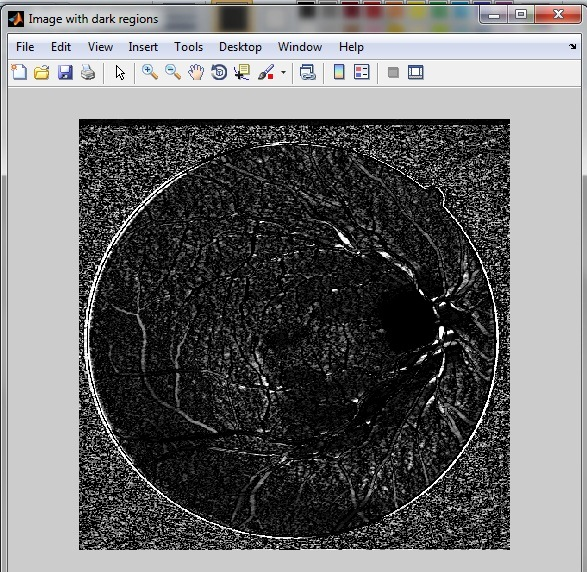 Image with dark regions
File Edit View Insert Tools Desktop Window Help